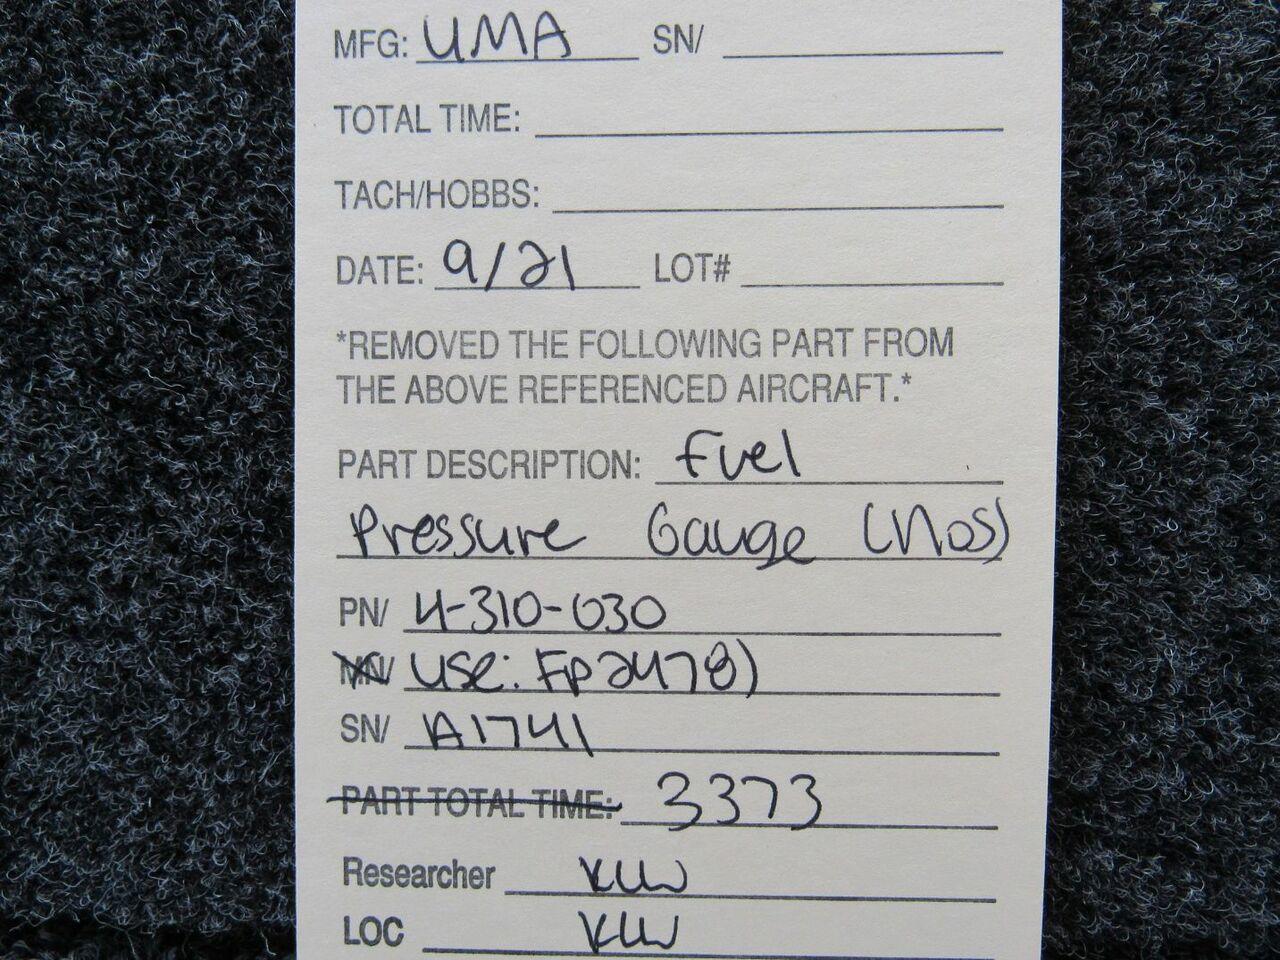 MFG: UMA SN/
TOTAL TIME:
TACH/HOBBS:
DATE: 9/21 LOT#
*REMOVED THE FOLLOWING PART FROM
THE ABOVE REFERENCED AIRCRAFT.*
PART DESCRIPTION: Fuel
Pressure Gauge (NOS)
PN/ 4-310-030
MN/ Use: FP2478)
SN/ A1741
PART TOTAL TIME: 3373
Researcher KW
LOC KW